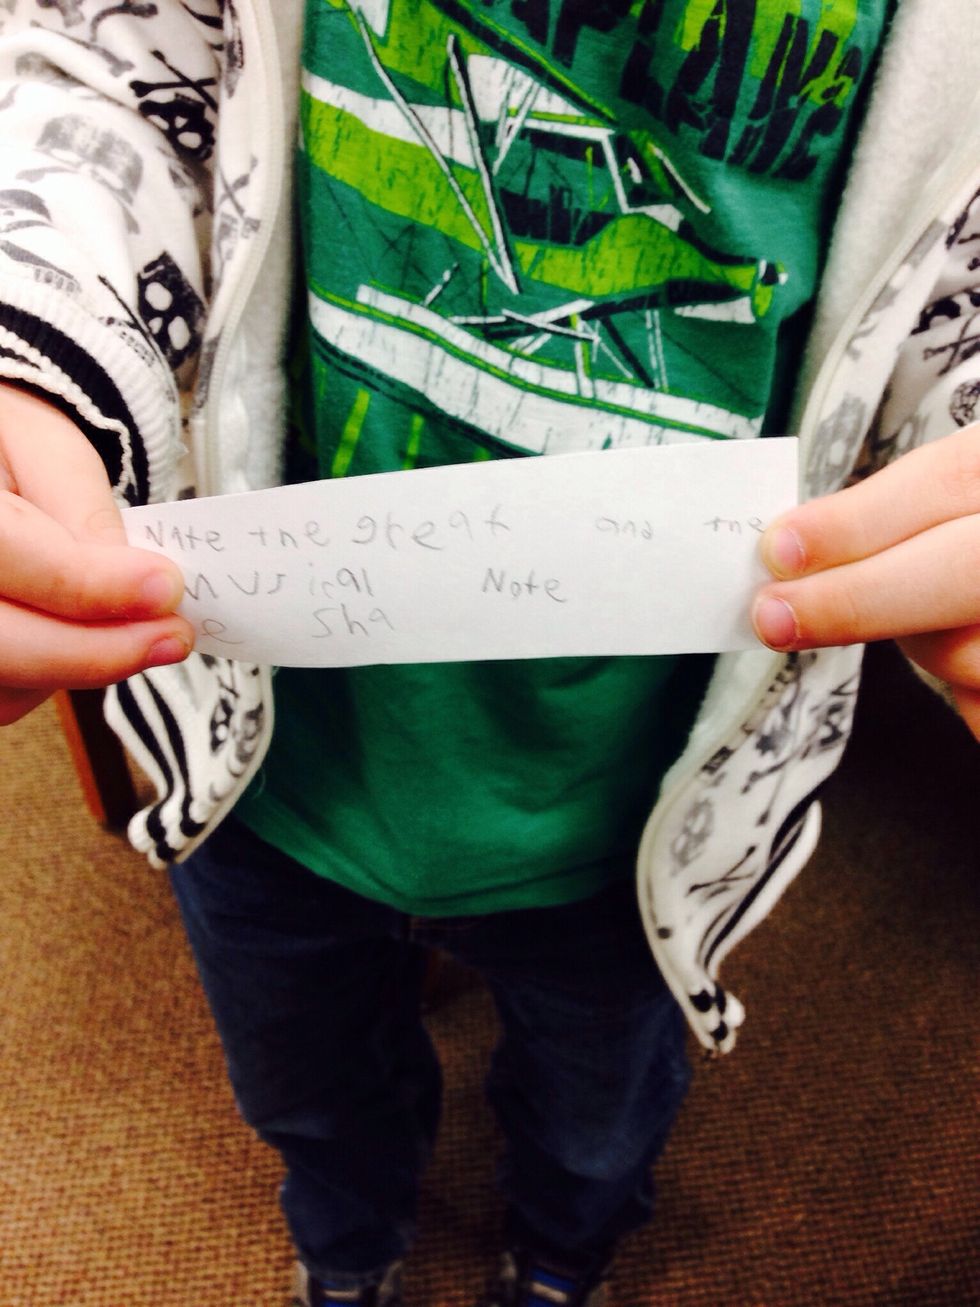 Nate the great and the
musical Note
e Sha